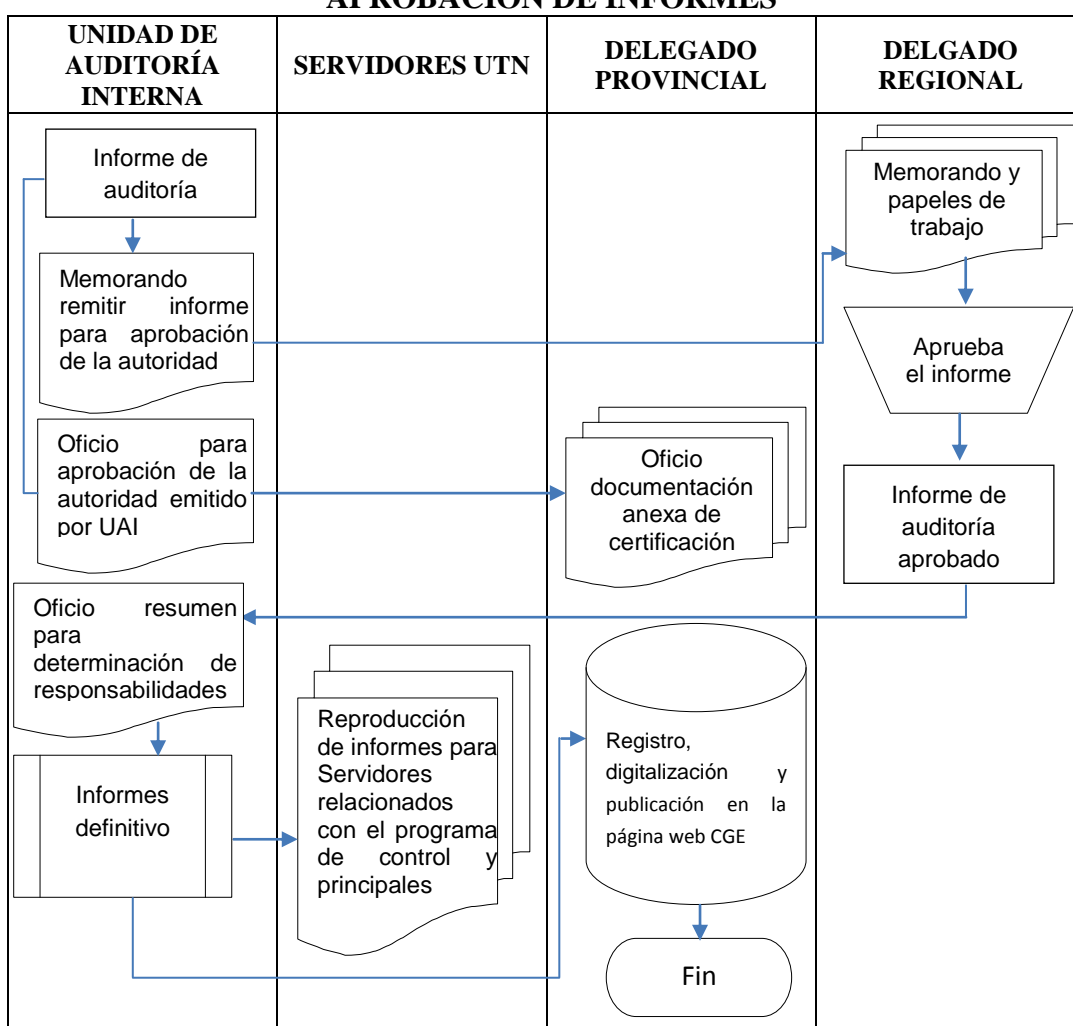 APROBACIÓN DE INFORMES
UNIDAD DE
AUDITORÍA
INTERNA
SERVIDORES UTN
DELEGADO
PROVINCIAL
DELGADO
REGIONAL
Informe de
auditoría
Memorando
remitir informe
para aprobación
de la autoridad
Oficio para
aprobación de la
autoridad emitido
por UAI
Oficio resumen
para
determinación de
responsabilidades
Informes
definitivo
Reproducción
de informes para
Servidores
relacionados
con el programa
de control y
principales
Oficio
documentación
anexa de
certificación
Registro,
digitalización y
publicación en la
página web CGE
Fin
Memorando y
papeles de
trabajo
Aprueba
el informe
Informe de
auditoría
aprobado